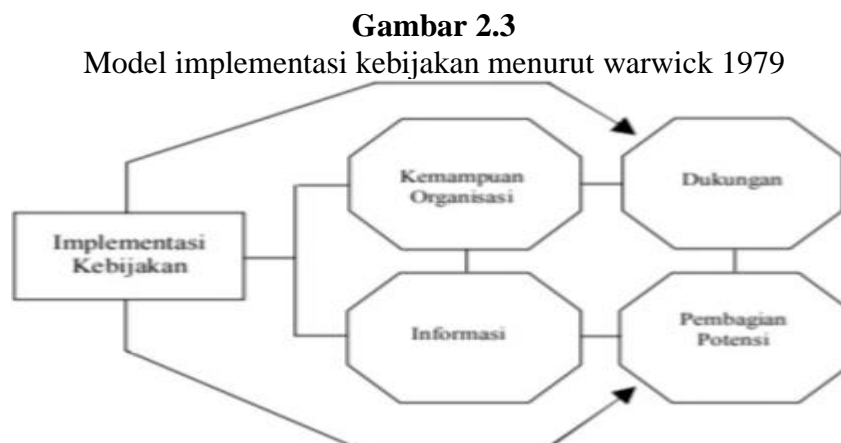 Gambar 2.3
Model implementasi kebijakan menurut warwick 1979
Kemampuan
Organisasi
Dukungan
Implementasi
Kebijakan
Informasi
Pembagian
Potensi